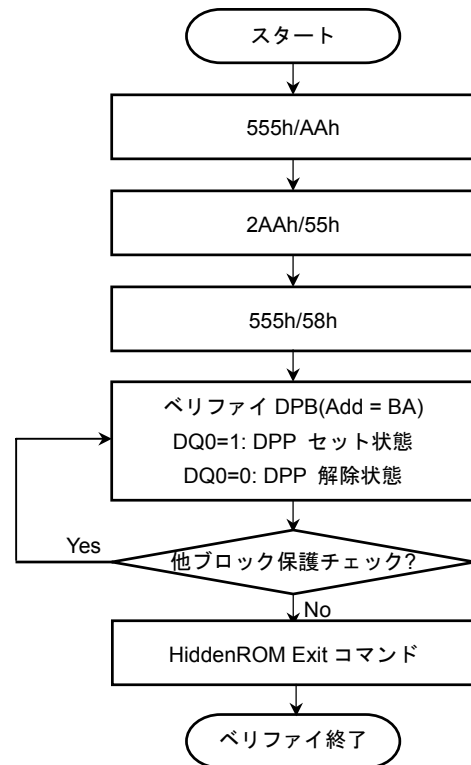 スタート
555h/AAh
2AAh/55h
555h/58h
ベリファイ DPB(Add = BA)
DQ0=1: DPP セット状態
DQ0=0: DPP 解除状態
Yes
他ブロック保護チェック?
No
HiddenROM Exit コマンド
ベリファイ終了